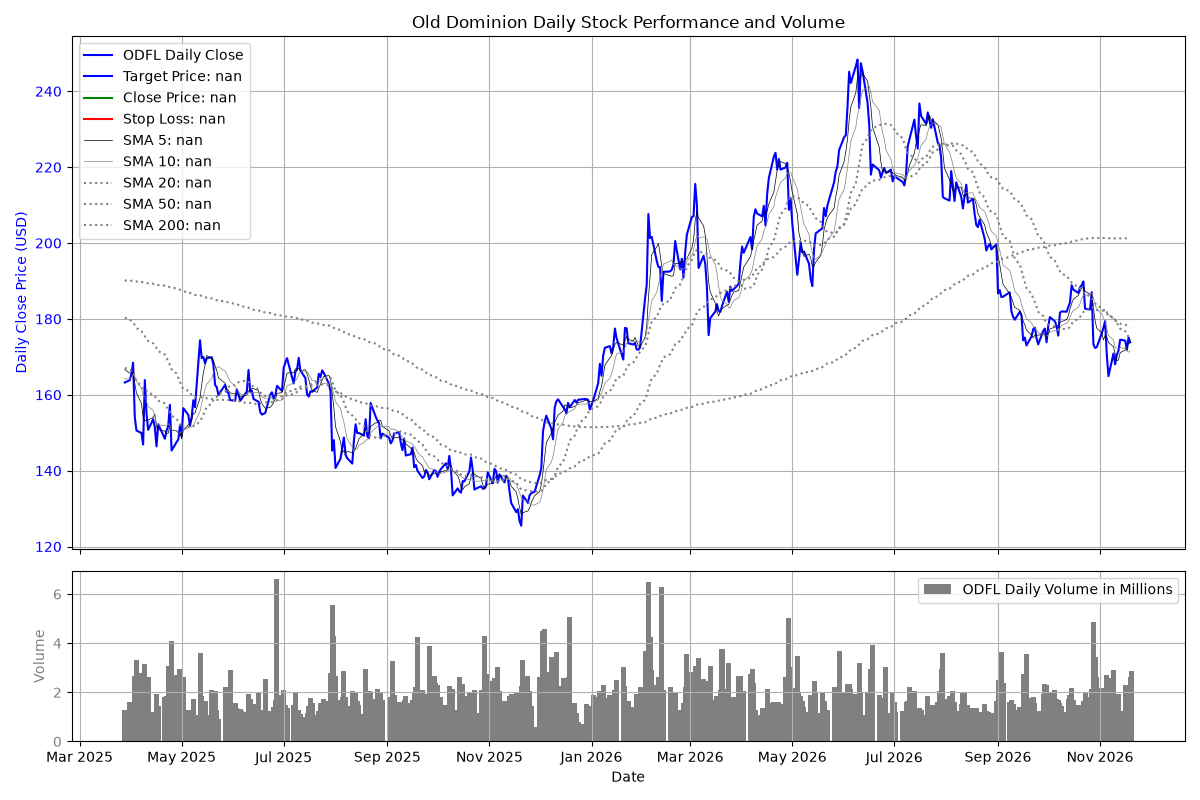 Old Dominion Daily Stock Performance and Volume
ODFL Daily Close
Target Price: nan
Close Price: nan
Stop Loss: nan
SMA 5: nan
SMA 10: nan
SMA 20: nan
SMA 50: nan
SMA 200: nan
Daily Close Price (USD)
240
220
200
180
160
140
120
ODFL Daily Volume in Millions
Volume
6
4
2
0
Mar 2025 May 2025 Jul 2025 Sep 2025 Nov 2025 Jan 2026 Mar 2026 May 2026 Jul 2026 Sep 2026 Nov 2026
Date